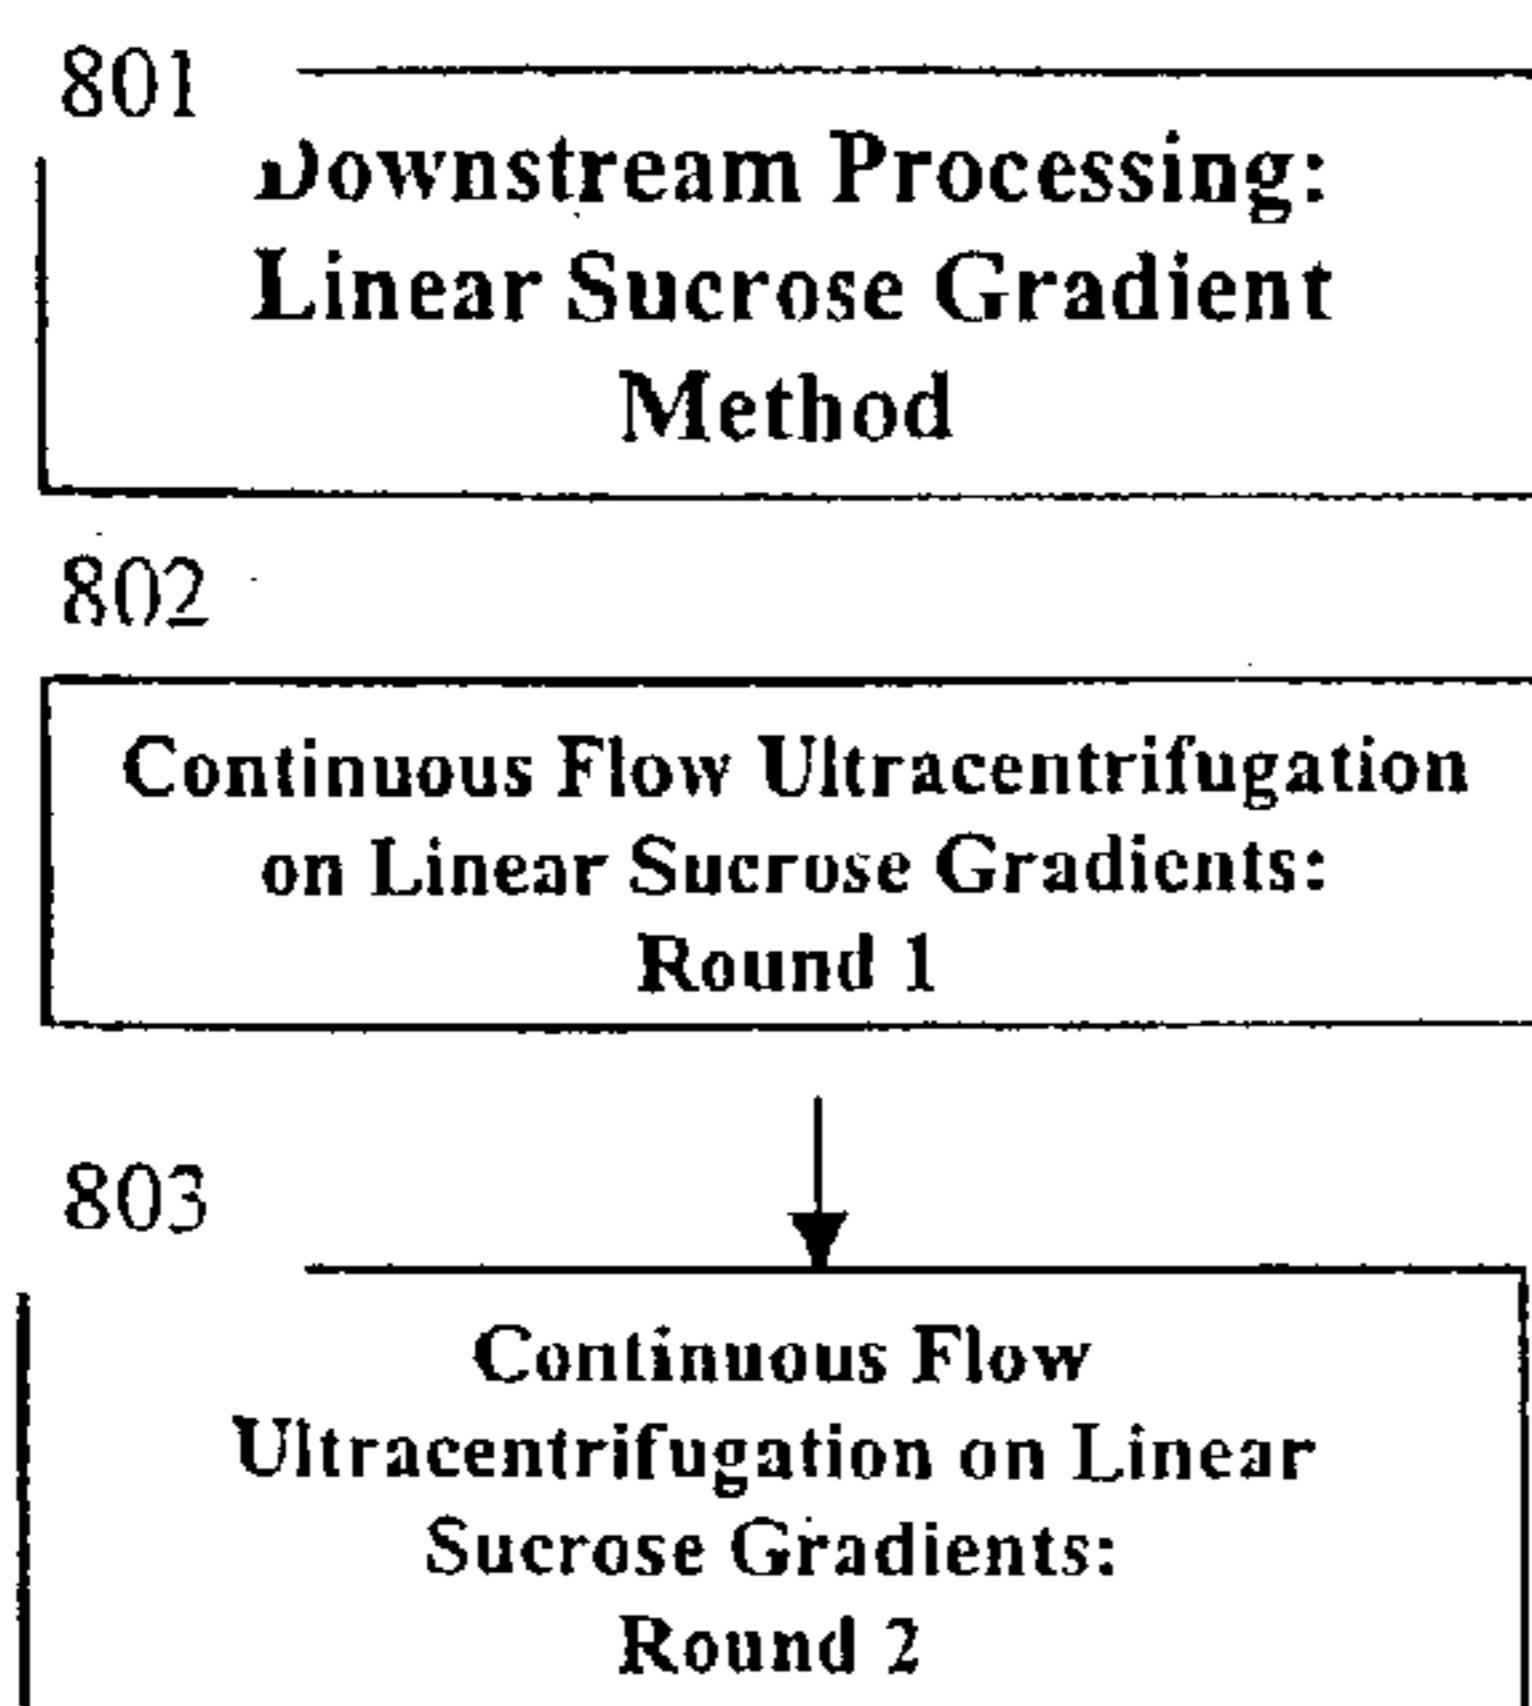 801
Downstream Processing:
Linear Sucrose Gradient
Method
802
Continuous Flow Ultracentrifugation
on Linear Sucrose Gradients:
Round 1
803
Continuous Flow
Ultracentrifugation on Linear
Sucrose Gradients:
Round 2